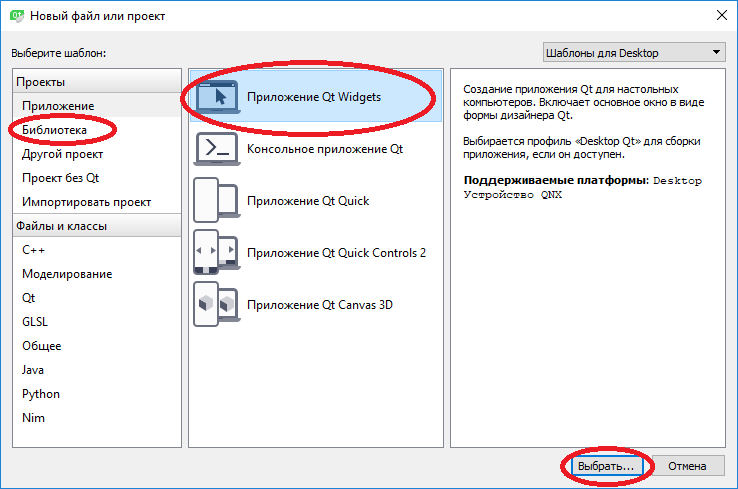 Новый файл или проект
Выберите шаблон:
Шаблоны для Desktop
Проекты
Приложение
Библиотека
Другой проект
Проект без Qt
Импортировать проект
Файлы и классы
C++
Моделирование
Qt
GLSL
Общее
Java
Python
Nim
Приложение Qt Widgets
Консольное приложение Qt
Приложение Qt Quick
Приложение Qt Quick Controls 2
Приложение Qt Canvas 3D
Создание приложения Qt для настольных
компьютеров. Включает основное окно в виде
формы дизайнера Qt.
Выбирается профиль «Desktop Qt» для сборки
приложения, если он доступен.
Поддерживаемые платформы: Desktop
Устройство QNX
Выбрать...
Отмена